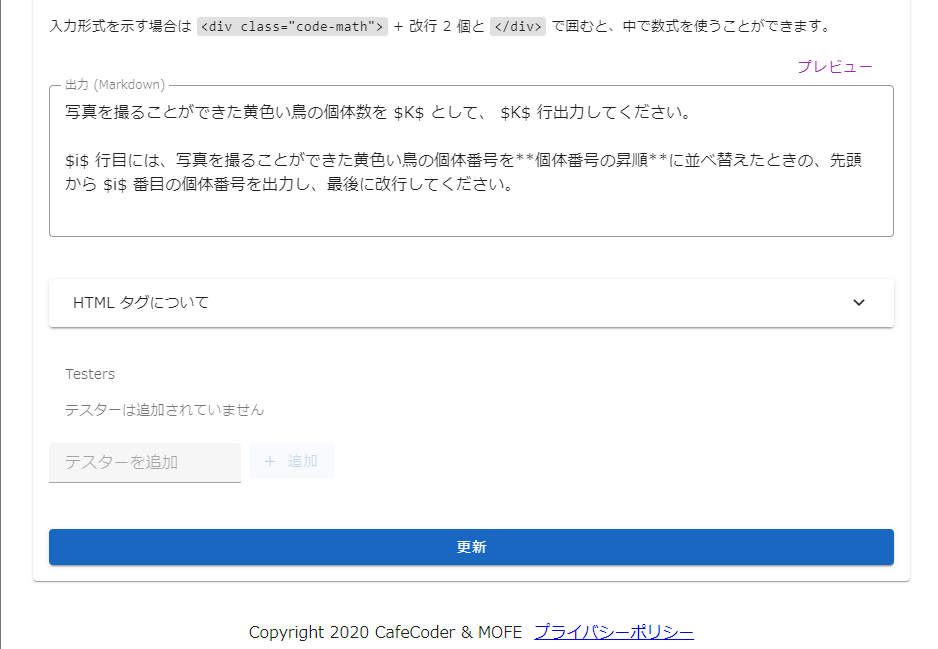 入力形式を示す場合は <div class="code-math"> + 改行 2 個と </div> で囲むと、中で数式を使うことができます。
プレビュー
出力 (Markdown)
写真を撮ることができた黄色い鳥の個体数を $K$ として、 $K$ 行出力してください。
$i$ 行目には、写真を撮ることができた黄色い鳥の個体番号を**個体番号の昇順**に並べ替えたときの、先頭
から $i$ 番目の個体番号を出力し、最後に改行してください。
HTML タグについて
Testers
テスターは追加されていません
テスターを追加
+ 追加
更新
Copyright 2020 CafeCoder & MOFE プライバシーポリシー